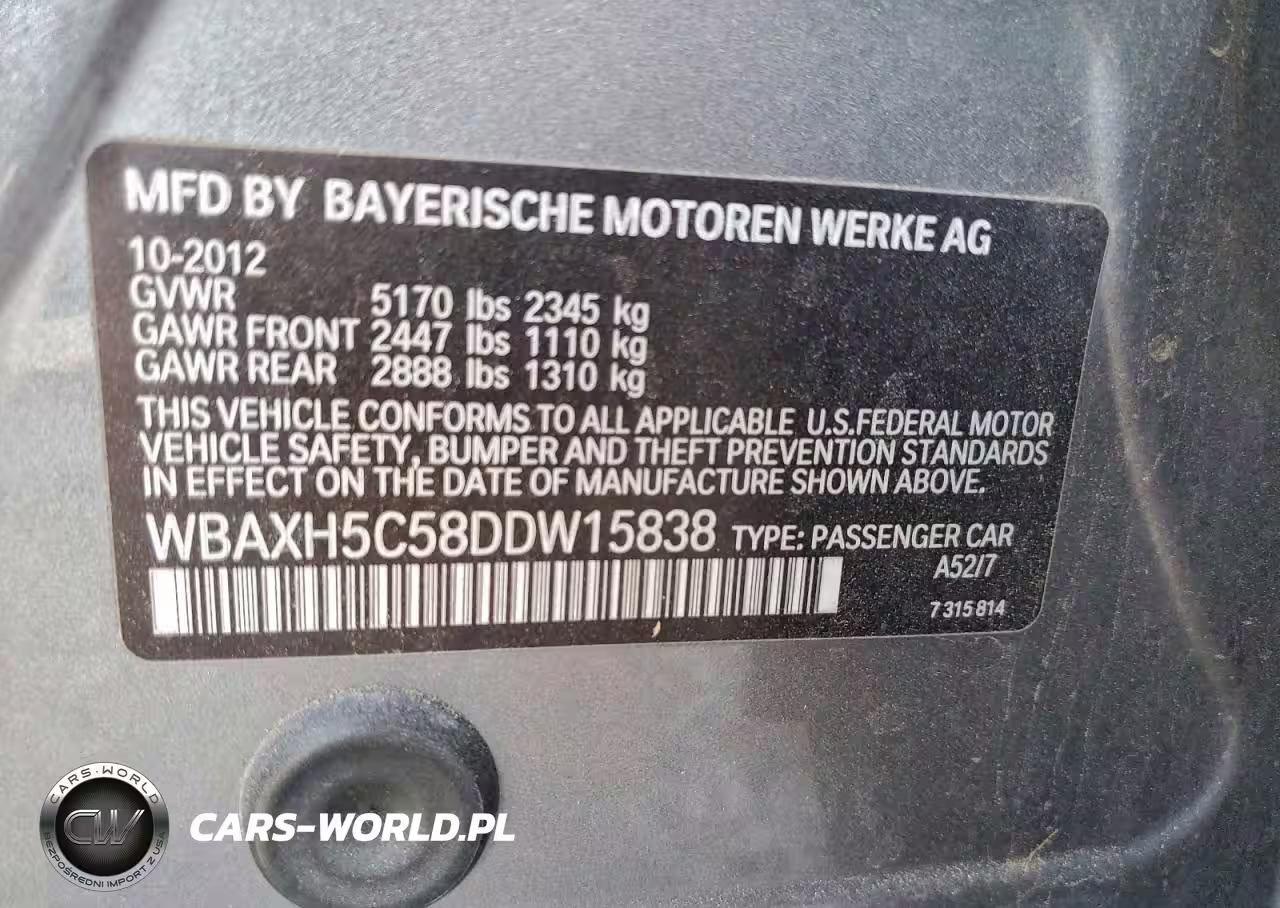 MFD BY BAYERISCHE MOTOREN WERKE AG
10-2012
GVWR 5170 lbs 2345 kg
GAWR FRONT 2447 lbs 1110 kg
GAWR REAR 2888 lbs 1310 kg
THIS VEHICLE CONFORMS TO ALL APPLICABLE U.S.FEDERAL MOTOR
VEHICLE SAFETY, BUMPER AND THEFT PREVENTION STANDARDS
IN EFFECT ON THE DATE OF MANUFACTURE SHOWN ABOVE.
WBAXH5C58DDW15838 TYPE: PASSENGER CAR
A52/7
7 315 814
CARS-WORLD
CW
BEZPOŚREDNI IMPORT Z USA
CARS-WORLD.PL